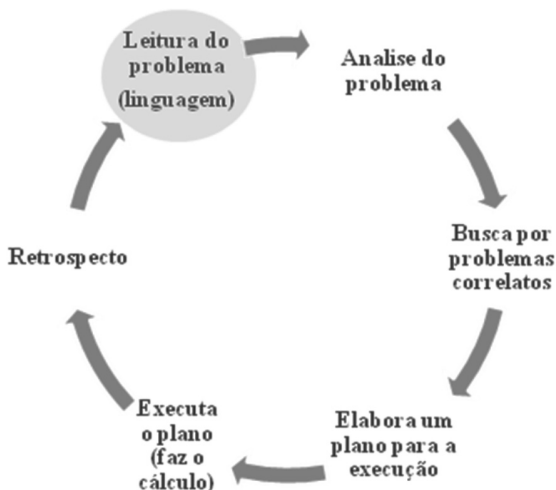 Leitura do
problema
(linguagem)
Analise do
problema
Busca por
problemas
correlatos
Elabora um
plano para a
execução
Executa
o plano
(faz o
cálculo)
Retrospecto